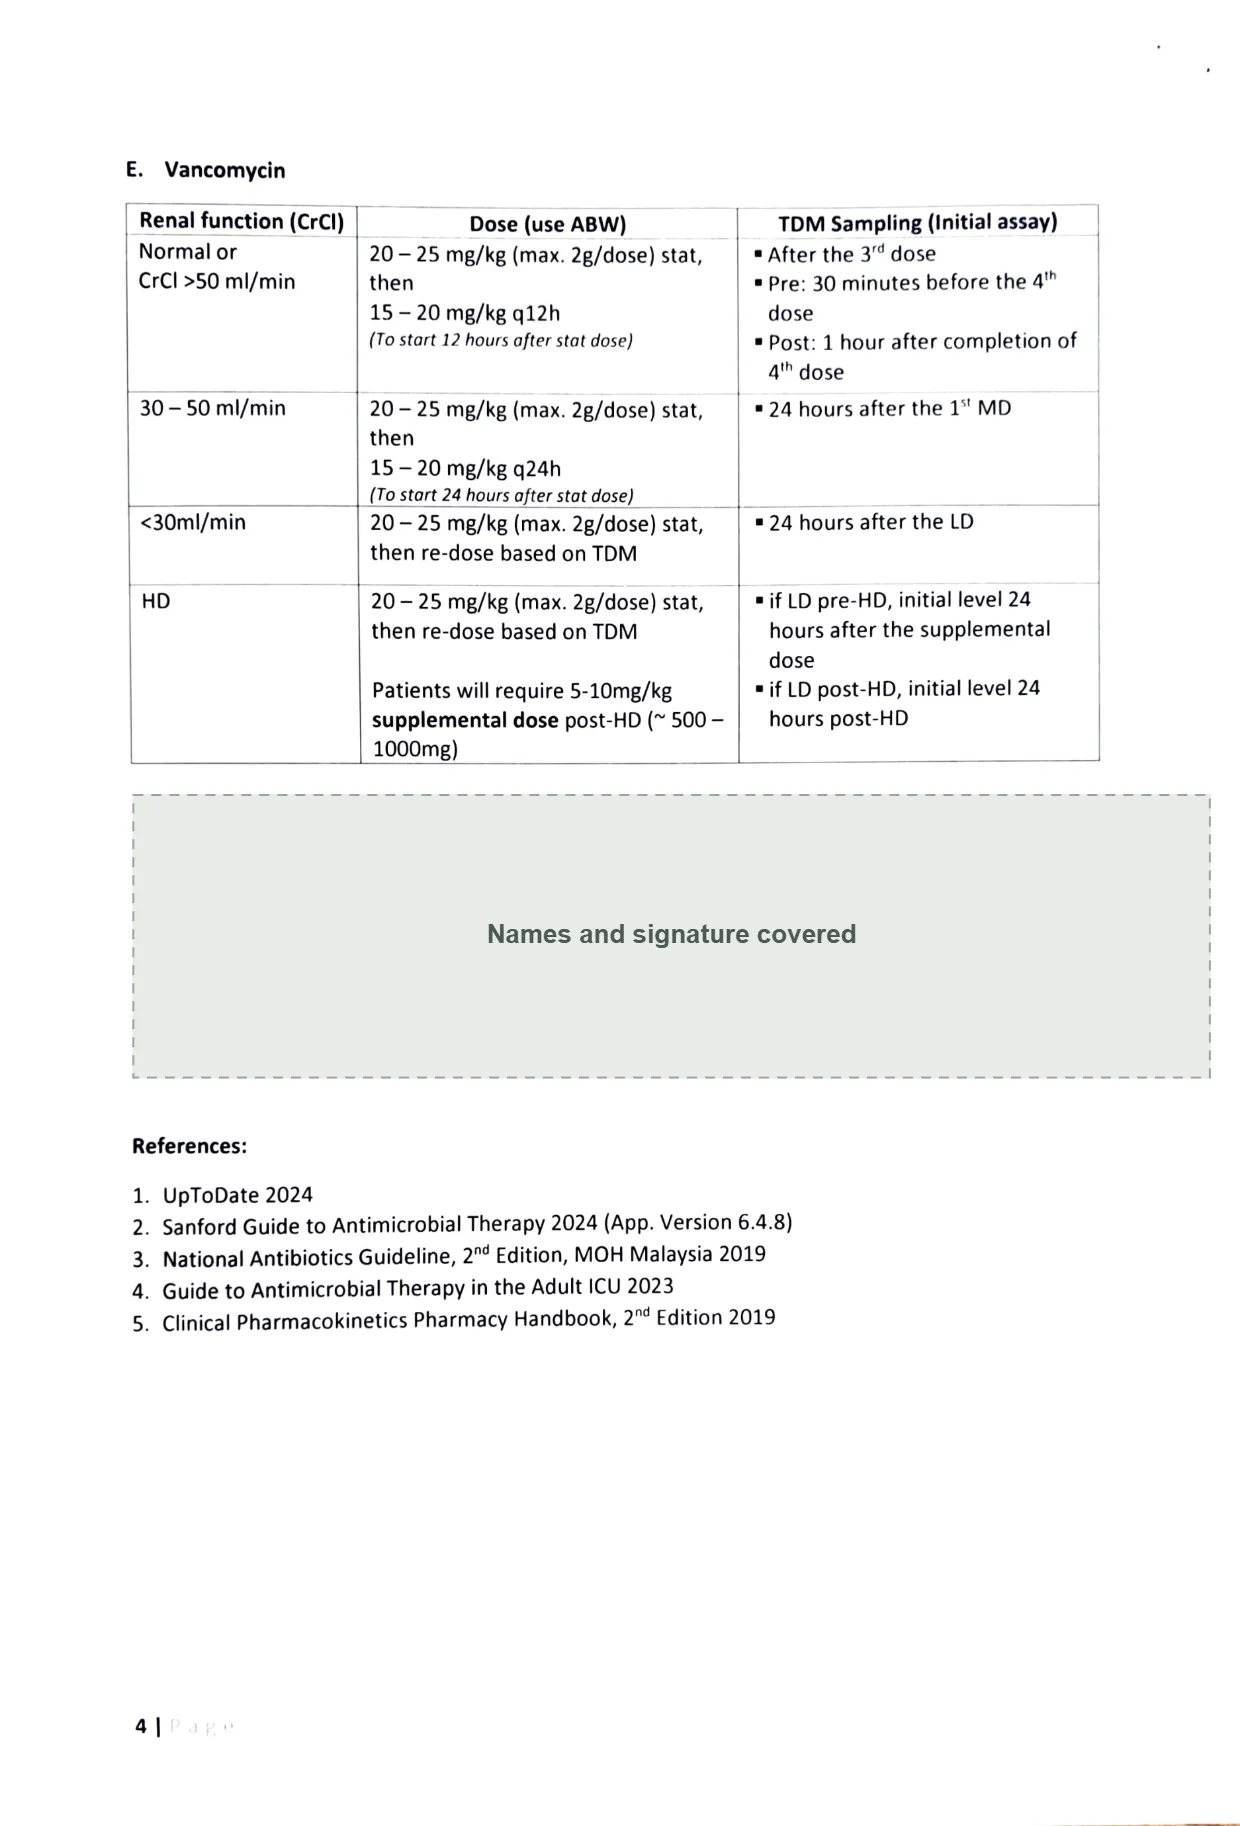 E. Vancomycin
Renal function (CrCl)
Dose (use ABW)
TDM Sampling (Initial assay)
Normal or
CrCl >50 ml/min
20 – 25 mg/kg (max. 2g/dose) stat,
then
15 – 20 mg/kg q12h
(To start 12 hours after stat dose)
▪ After the 3rd dose
▪ Pre: 30 minutes before the 4th
dose
▪ Post: 1 hour after completion of
4th dose
30 – 50 ml/min
20 – 25 mg/kg (max. 2g/dose) stat,
then
15 – 20 mg/kg q24h
(To start 24 hours after stat dose)
▪ 24 hours after the 1st MD
<30ml/min
20 – 25 mg/kg (max. 2g/dose) stat,
then re-dose based on TDM
▪ 24 hours after the LD
HD
20 – 25 mg/kg (max. 2g/dose) stat,
then re-dose based on TDM
Patients will require 5-10mg/kg
supplemental dose post-HD (~ 500 –
1000mg)
▪ if LD pre-HD, initial level 24
hours after the supplemental
dose
▪ if LD post-HD, initial level 24
hours post-HD
Names and signature covered
References:
1. UpToDate 2024
2. Sanford Guide to Antimicrobial Therapy 2024 (App. Version 6.4.8)
3. National Antibiotics Guideline, 2nd Edition, MOH Malaysia 2019
4. Guide to Antimicrobial Therapy in the Adult ICU 2023
5. Clinical Pharmacokinetics Pharmacy Handbook, 2nd Edition 2019
4 | Page